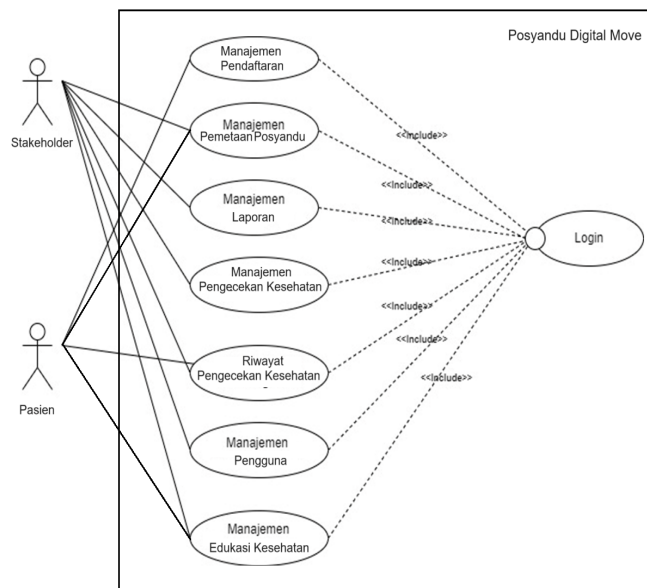 Posyandu Digital Move
Manajemen
Pendaftaran
Stakeholder
Manajemen
Pemetaan Posyandu
Manajemen
Laporan
Manajemen
Pengecekan Kesehatan
Riwayat
Pengecekan Kesehatan
Manajemen
Pengguna
Manajemen
Edukasi Kesehatan
Pasien
<<Include>>
<<Include>>
<<Include>>
<<Include>>
<<Include>>
<<Include>>
<<Include>>
Login